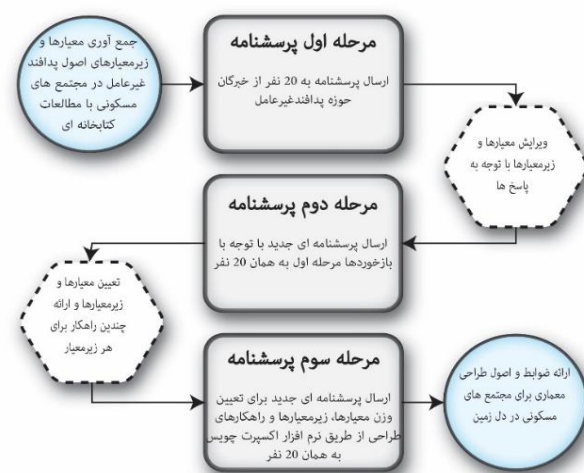 جمع آوری معیارها و
زیرمعیارهای اصول پدافند
غیرعامل در مجتمع های
مسکونی با مطالعات
کتابخانه ای
مرحله اول پرسشنامه
ارسال پرسشنامه به 20 نفر از خبرگان
حوزه پدافندغیرعامل
ویرایش معیارها و
زیرمعیارها با توجه به
پاسخ ها
مرحله دوم پرسشنامه
ارسال پرسشنامه ای جدید با توجه با
بازخوردها مرحله اول به همان 20 نفر
تعیین معیارها و
زیرمعیارها و ارائه
چندین راهکار برای
هر زیرمعیار
مرحله سوم پرسشنامه
ارسال پرسشنامه ای جدید برای تعیین
وزن معیارها، زیرمعیارها و راهکارهای
طراحی از طریق نرم افزار اکسپرت چویس
به همان 20 نفر
ارائه ضوابط و اصول طراحی
معماری برای مجتمع های
مسکونی در دل زمین